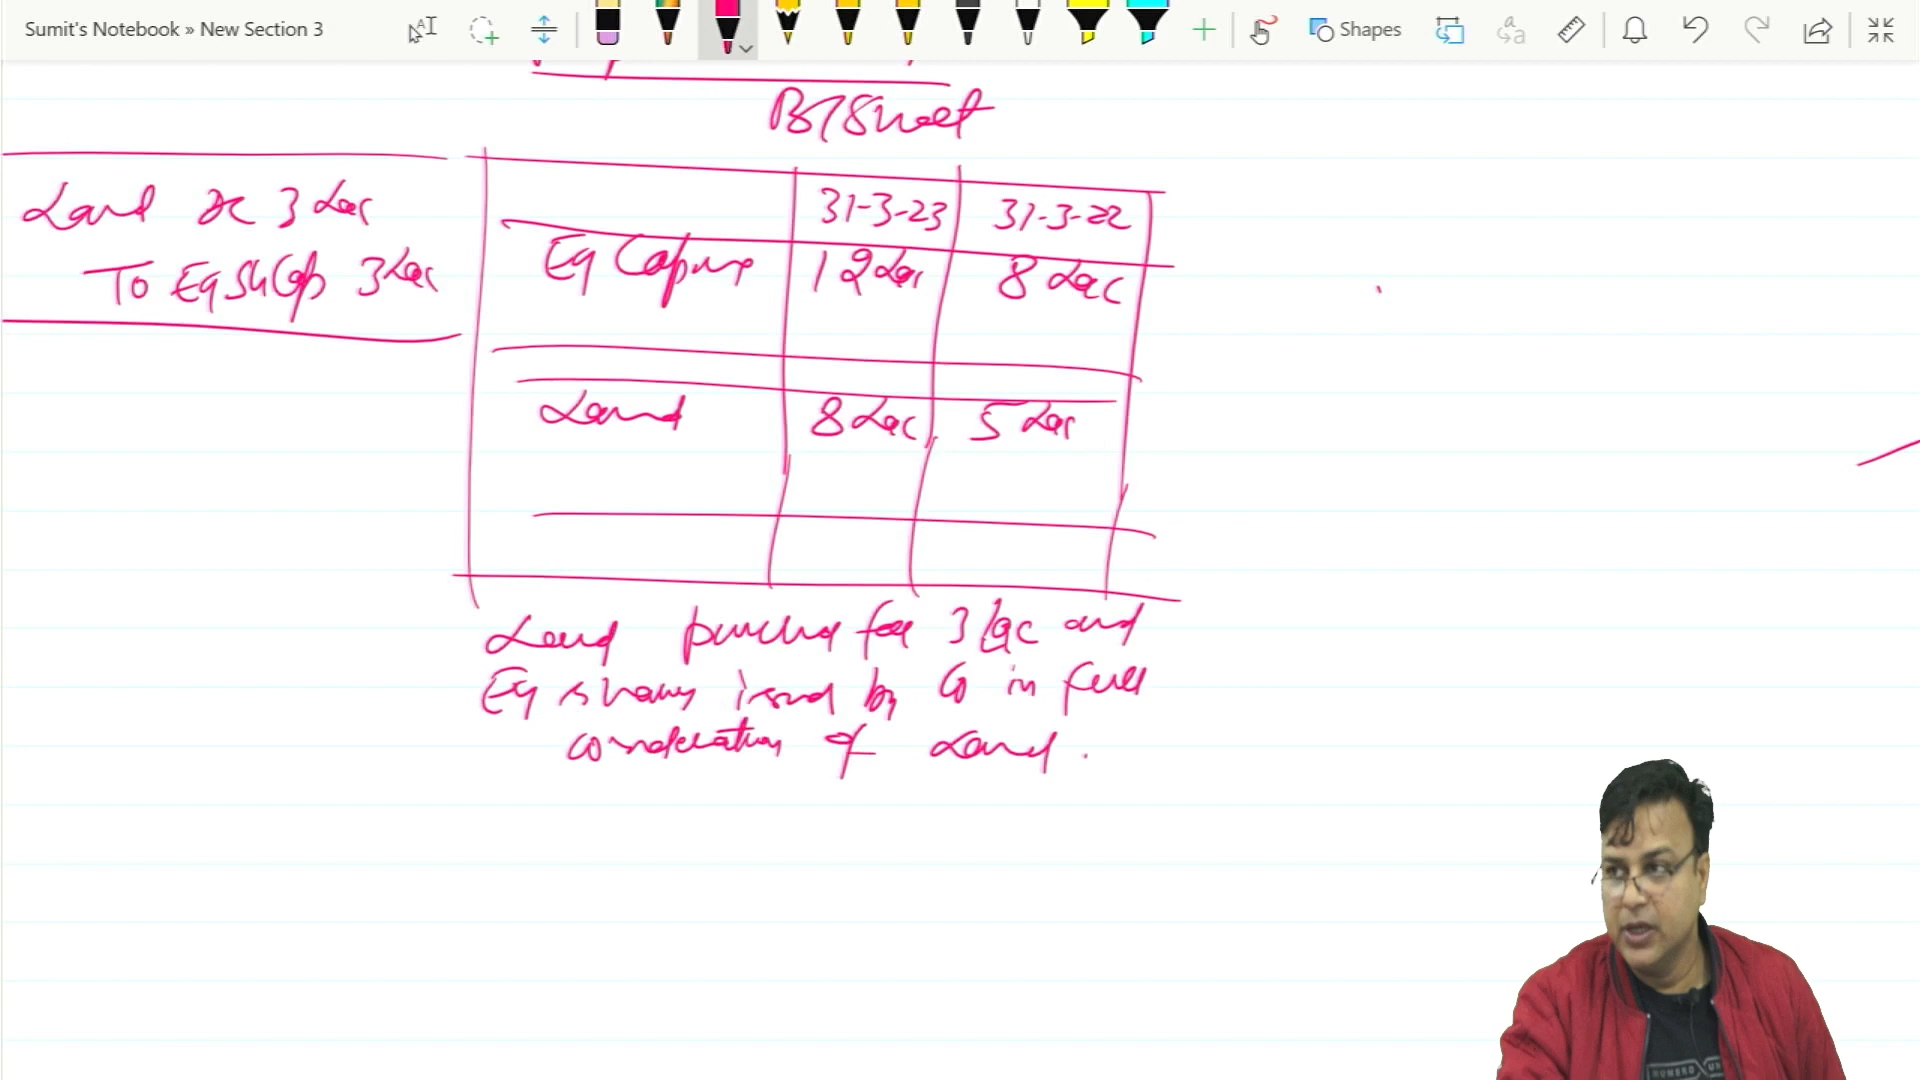 Sumit's Notebook » New Section 3
Shapes
B/Sheet
Land Dr 3 Lac
To Eq Sh Cap 3 Lac
31-3-23 31-3-22
Eq Capital 12 Lac 8 Lac
Land 8 Lac 5 Lac
Land purchased for 3 Lac and
Eq shares issued by Co in full
consideration of Land.